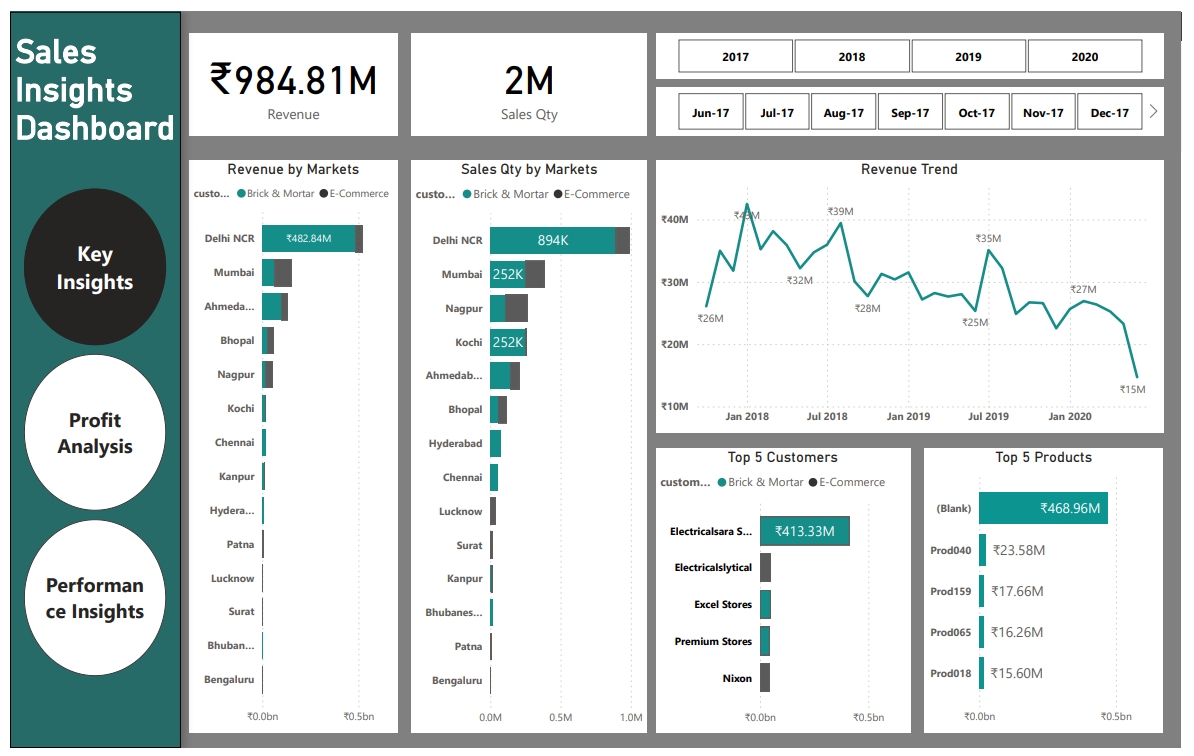 Sales
Insights
Dashboard
Key
Insights
Profit
Analysis
Performan
ce Insights
₹984.81M
Revenue
2M
Sales Qty
2017 2018 2019 2020
Jun-17 Jul-17 Aug-17 Sep-17 Oct-17 Nov-17 Dec-17
Revenue by Markets
custo... Brick & Mortar E-Commerce
Delhi NCR ₹482.84M
Mumbai
Ahmeda...
Bhopal
Nagpur
Kochi
Chennai
Kanpur
Hydera...
Patna
Lucknow
Surat
Bhuban...
Bengaluru
₹0.0bn ₹0.5bn
Sales Qty by Markets
custo... Brick & Mortar E-Commerce
Delhi NCR 894K
Mumbai 252K
Nagpur
Kochi 252K
Ahmedab...
Bhopal
Hyderabad
Chennai
Lucknow
Surat
Kanpur
Bhubanes...
Patna
Bengaluru
0.0M 0.5M 1.0M
Revenue Trend
₹40M
₹30M
₹20M
₹10M
₹26M
₹43M
₹32M
₹39M
₹28M
₹25M
₹35M
₹27M
₹15M
Jan 2018 Jul 2018 Jan 2019 Jul 2019 Jan 2020
Top 5 Customers
custom... Brick & Mortar E-Commerce
Electricalsara S... ₹413.33M
Electricalslytical
Excel Stores
Premium Stores
Nixon
₹0.0bn ₹0.5bn
Top 5 Products
(Blank) ₹468.96M
Prod040 ₹23.58M
Prod159 ₹17.66M
Prod065 ₹16.26M
Prod018 ₹15.60M
₹0.0bn ₹0.5bn